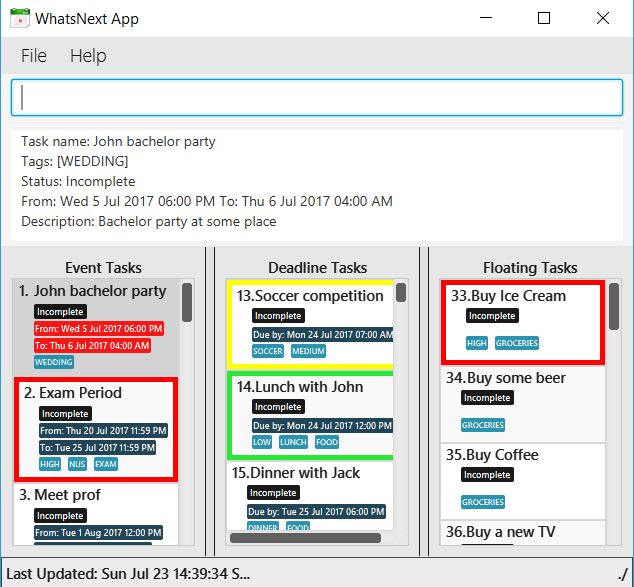 WhatsNext App
File Help
Task name: John bachelor party
Tags: [WEDDING]
Status: Incomplete
From: Wed 5 Jul 2017 06:00 PM To: Thu 6 Jul 2017 04:00 AM
Description: Bachelor party at some place
Event Tasks
1. John bachelor party
Incomplete
From: Wed 5 Jul 2017 06:00 PM
To: Thu 6 Jul 2017 04:00 AM
WEDDING
2. Exam Period
Incomplete
From: Thu 20 Jul 2017 11:59 PM
To: Tue 25 Jul 2017 11:59 PM
HIGH NUS EXAM
3. Meet prof
Incomplete
From: Tue 1 Aug 2017 12:00 PM
Deadline Tasks
13.Soccer competition
Incomplete
Due by: Mon 24 Jul 2017 07:00 AM
SOCCER MEDIUM
14.Lunch with John
Incomplete
Due by: Mon 24 Jul 2017 12:00 PM
LOW LUNCH FOOD
15.Dinner with Jack
Incomplete
Due by: Tue 25 Jul 2017 06:00 PM
DINNER FOOD
Floating Tasks
33.Buy Ice Cream
Incomplete
HIGH GROCERIES
34.Buy some beer
Incomplete
GROCERIES
35.Buy Coffee
Incomplete
GROCERIES
36.Buy a new TV
Incomplete
Last Updated: Sun Jul 23 14:39:34 S... ./